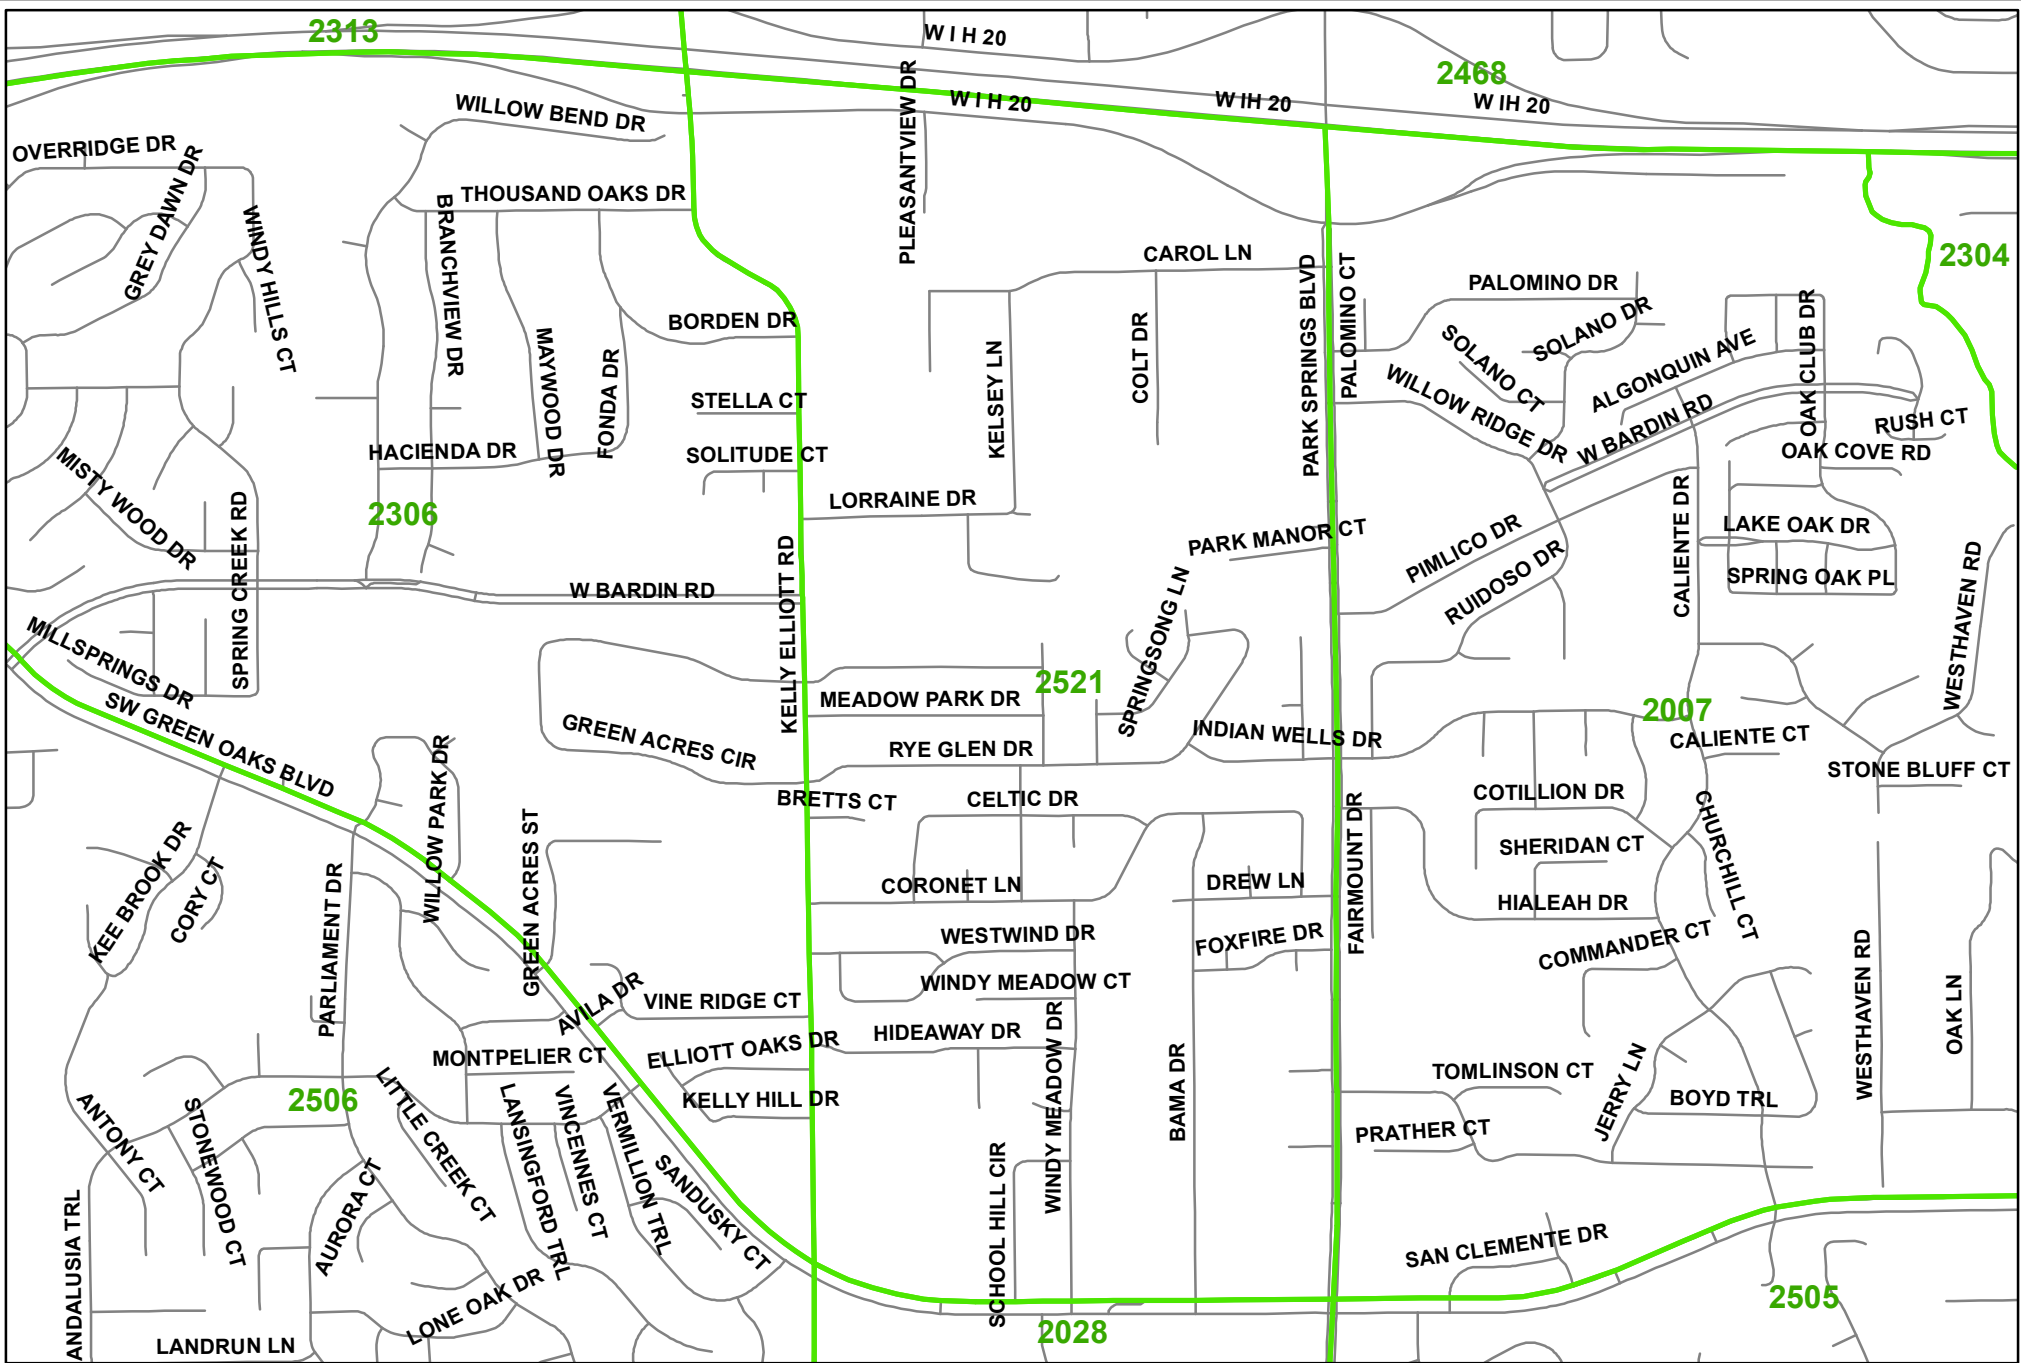 2313
W I H 20
2468
PLEASANTVIEW DR
W I H 20
W IH 20
W IH 20
WILLOW BEND DR
OVERRIDGE DR
GREY DAWN DR
THOUSAND OAKS DR
WINDY HILLS CT
BRANCHVIEW DR
CAROL LN
2304
PARK SPRINGS BLVD
PALOMINO CT
PALOMINO DR
SOLANO DR
SOLANO CT
BORDEN DR
MAYWOOD DR
FONDA DR
KELSEY LN
COLT DR
WILLOW RIDGE DR
ALGONQUIN AVE
OAK CLUB DR
W BARDIN RD
RUSH CT
OAK COVE RD
STELLA CT
HACIENDA DR
SOLITUDE CT
MISTY WOOD DR
SPRING CREEK RD
2306
LORRAINE DR
PARK MANOR CT
PIMLICO DR
RUIDOSO DR
CALIENTE DR
LAKE OAK DR
SPRING OAK PL
WESTHAVEN RD
W BARDIN RD
KELLY ELLIOTT RD
SPRINGSONG LN
MILLSPRINGS DR
SW GREEN OAKS BLVD
2521
MEADOW PARK DR
GREEN ACRES CIR
RYE GLEN DR
INDIAN WELLS DR
2007
CALIENTE CT
STONE BLUFF CT
WILLOW PARK DR
BRETTS CT
CELTIC DR
COTILLION DR
CHURCHILL CT
FAIRMOUNT DR
SHERIDAN CT
KEE BROOK DR
CORY CT
PARLIAMENT DR
GREEN ACRES ST
CORONET LN
DREW LN
HIALEAH DR
WESTWIND DR
FOXFIRE DR
COMMANDER CT
WESTHAVEN RD
OAK LN
AVILA DR
VINE RIDGE CT
WINDY MEADOW CT
HIDEAWAY DR
WINDY MEADOW DR
BAMA DR
MONTPELIER CT
ELLIOTT OAKS DR
KELLY HILL DR
TOMLINSON CT
JERRY LN
BOYD TRL
PRATHER CT
2506
ANTONY CT
STONEWOOD CT
LITTLE CREEK CT
LANSINGFORD TRL
VINCENNES CT
VERMILLION TRL
SANDUSKY CT
SCHOOL HILL CIR
ANDALUSIA TRL
AURORA CT
SAN CLEMENTE DR
LONE OAK DR
2505
LANDRUN LN
2028